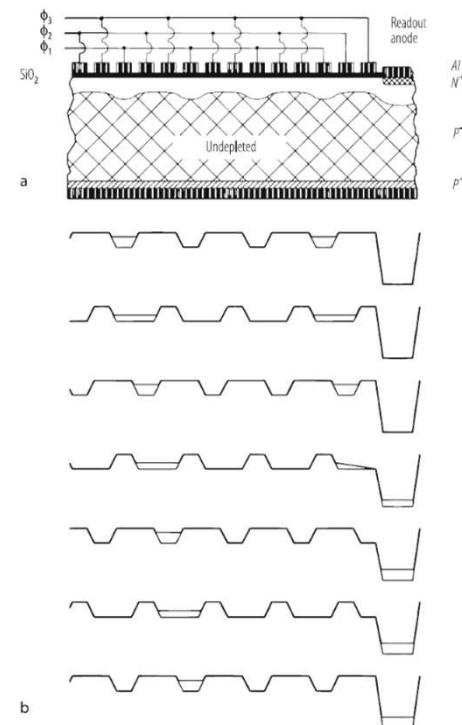 ϕ₃
ϕ₂
ϕ₁
Readout
anode
SiO₂
Al
N⁺
Undepleted
P⁻
a
P⁺
b